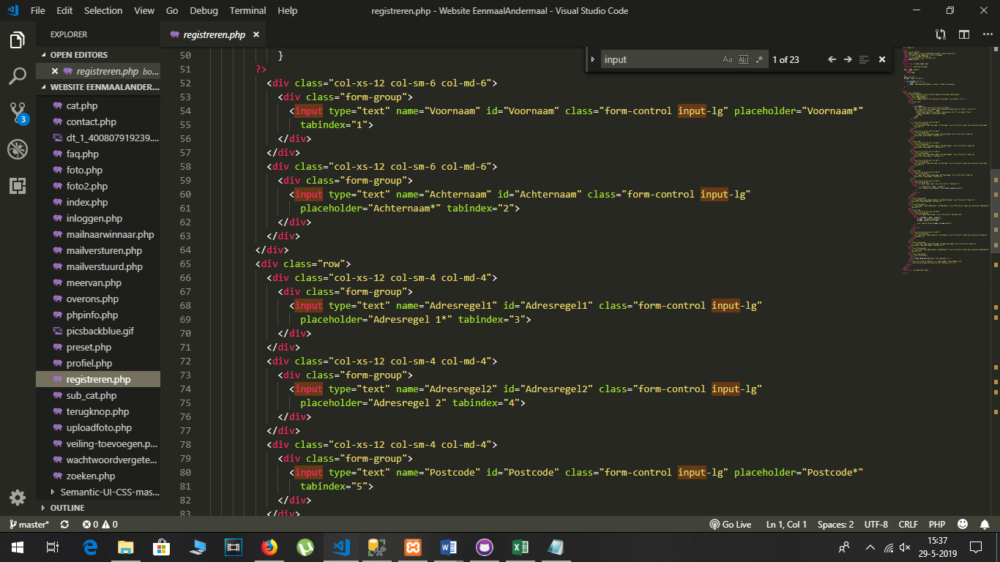 File Edit Selection View Go Debug Terminal Help
registreren.php - Website EenmaalAndermaal - Visual Studio Code
EXPLORER
OPEN EDITORS
registreren.php bo...
WEBSITE EENMAALANDER...
cat.php
contact.php
dt_1_400807919239....
faq.php
foto.php
foto2.php
index.php
inloggen.php
mailnaarwinnaar.php
mailversturen.php
mailverstuurd.php
meervan.php
overons.php
phpinfo.php
picsbackblue.gif
preset.php
profiel.php
registreren.php
sub_cat.php
terugknop.php
uploadfoto.php
veiling-toevoegen.p...
wachtwoordvergete...
zoeken.php
Semantic-UI-CSS-mas...
OUTLINE
registreren.php
input Aa Abl .* 1 of 23
50 }
51 ?>
52 <div class="col-xs-12 col-sm-6 col-md-6">
53 <div class="form-group">
54 <input type="text" name="Voornaam" id="Voornaam" class="form-control input-lg" placeholder="Voornaam*"
55 tabindex="1">
56 </div>
57 </div>
58 <div class="col-xs-12 col-sm-6 col-md-6">
59 <div class="form-group">
60 <input type="text" name="Achternaam" id="Achternaam" class="form-control input-lg"
61 placeholder="Achternaam*" tabindex="2">
62 </div>
63 </div>
64 </div>
65 <div class="row">
66 <div class="col-xs-12 col-sm-4 col-md-4">
67 <div class="form-group">
68 <input type="text" name="Adresregel1" id="Adresregel1" class="form-control input-lg"
69 placeholder="Adresregel 1*" tabindex="3">
70 </div>
71 </div>
72 <div class="col-xs-12 col-sm-4 col-md-4">
73 <div class="form-group">
74 <input type="text" name="Adresregel2" id="Adresregel2" class="form-control input-lg"
75 placeholder="Adresregel 2" tabindex="4">
76 </div>
77 </div>
78 <div class="col-xs-12 col-sm-4 col-md-4">
79 <div class="form-group">
80 <input type="text" name="Postcode" id="Postcode" class="form-control input-lg" placeholder="Postcode*"
81 tabindex="5">
82 </div>
83 </div>
3
master* 0 0
Go Live Ln 1, Col 1 Spaces: 2 UTF-8 CRLF PHP
15:37
29-5-2019